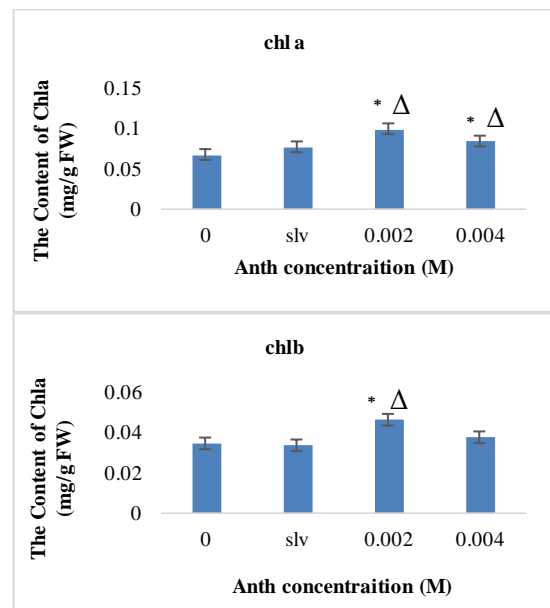 chl a
The Content of Chla
(mg/g FW)
0.15
0.1
0.05
0
* Δ
* Δ
0
slv
0.002
0.004
Anth concentraition (M)
chlb
The Content of Chla
(mg/g FW)
0.06
0.04
0.02
0
* Δ
0
slv
0.002
0.004
Anth concentraition (M)